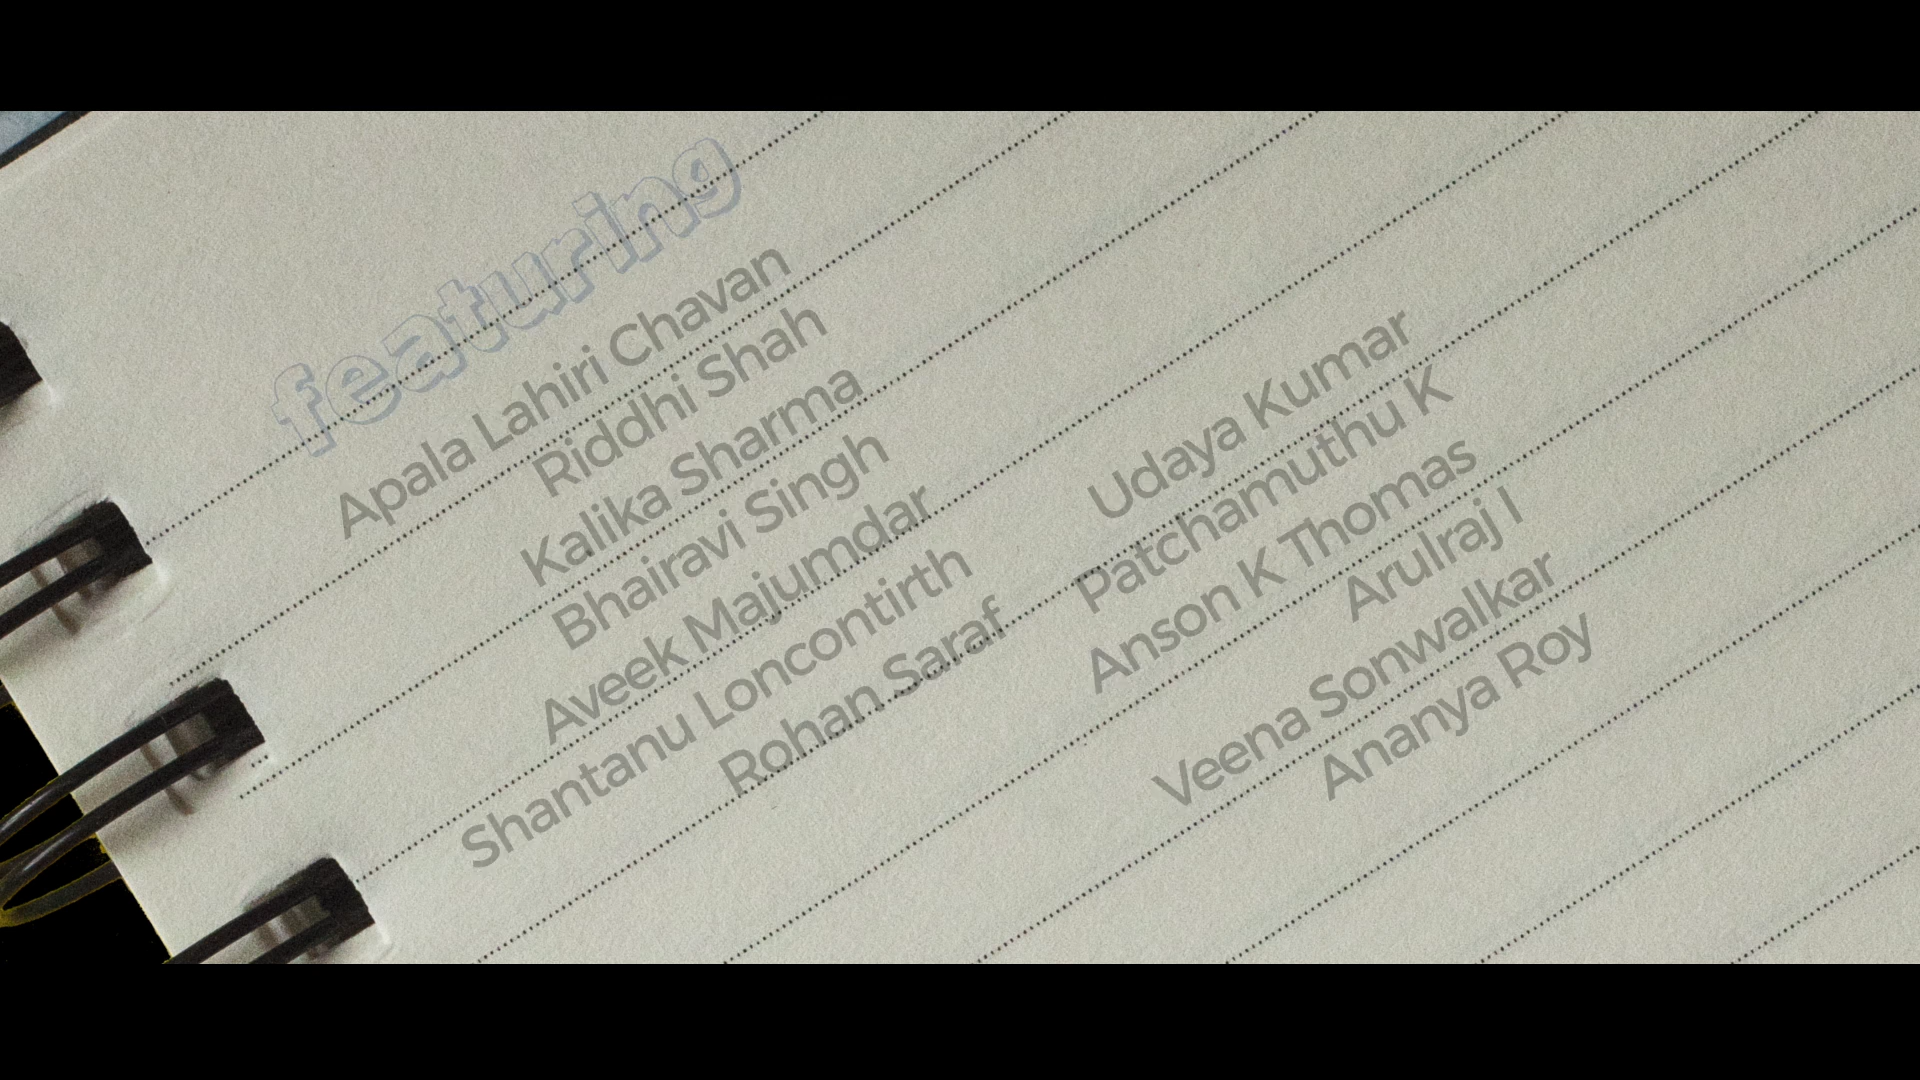 featuring
Apala Lahiri Chavan
Riddhi Shah
Kalika Sharma
Bhairavi Singh
Aveek Majumdar
Shantanu Loncontirth
Rohan Saraf
Udaya Kumar
Patchamuthu K
Anson K Thomas
Arulraj I
Veena Sonwalkar
Ananya Roy